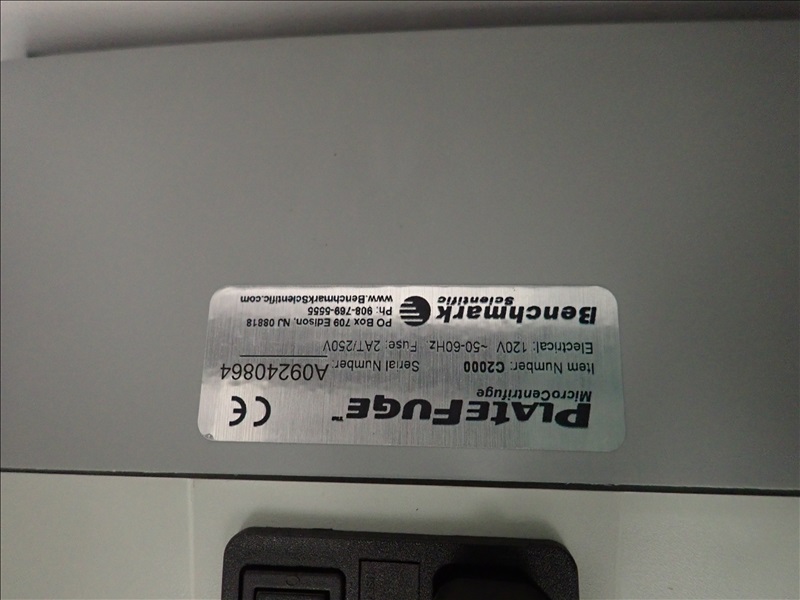 PLATEFUGE™
MicroCentrifuge
CE
Item Number: C2000
Serial Number: A09240864
Electrical: 120V ~50-60Hz Fuse: 2AT/250V
Benchmark
Scientific
PO Box 709 Edison, NJ 08818
Ph: 908-769-5555
www.BenchmarkScientific.com